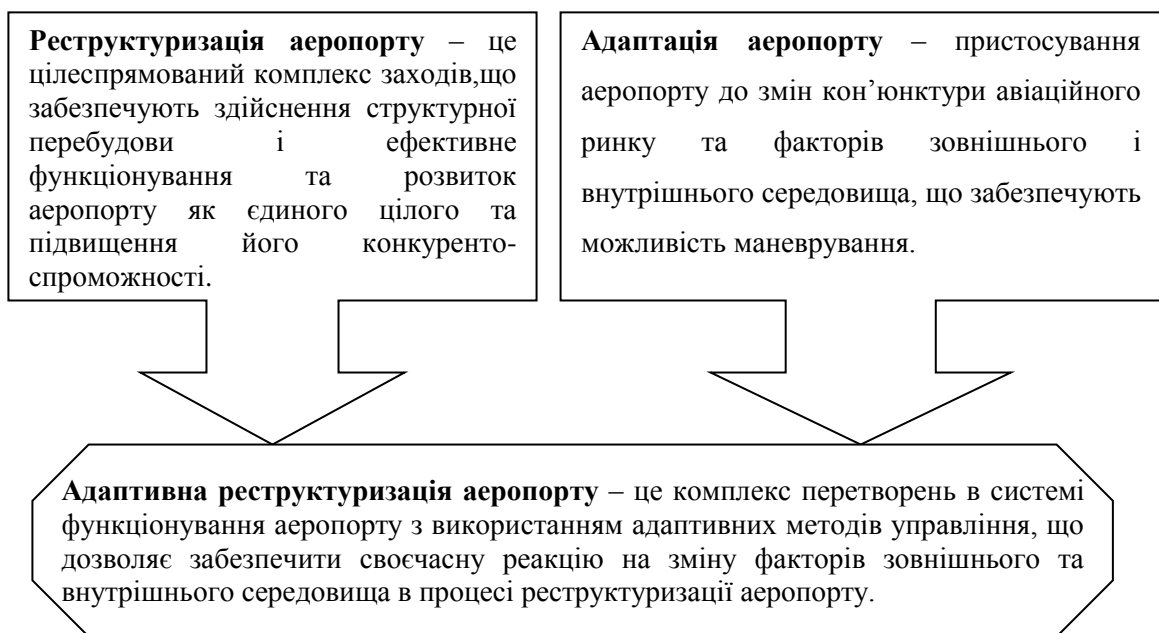 Реструктуризація аеропорту – це
цілеспрямований комплекс заходів,що
забезпечують здійснення структурної
перебудови і ефективне
функціонування та розвиток
аеропорту як єдиного цілого та
підвищення його конкуренто-
спроможності.
Адаптація аеропорту – пристосування
аеропорту до змін кон’юнктури авіаційного
ринку та факторів зовнішнього і
внутрішнього середовища, що забезпечують
можливість маневрування.
Адаптивна реструктуризація аеропорту – це комплекс перетворень в системі
функціонування аеропорту з використанням адаптивних методів управління, що
дозволяє забезпечити своєчасну реакцію на зміну факторів зовнішнього та
внутрішнього середовища в процесі реструктуризації аеропорту.